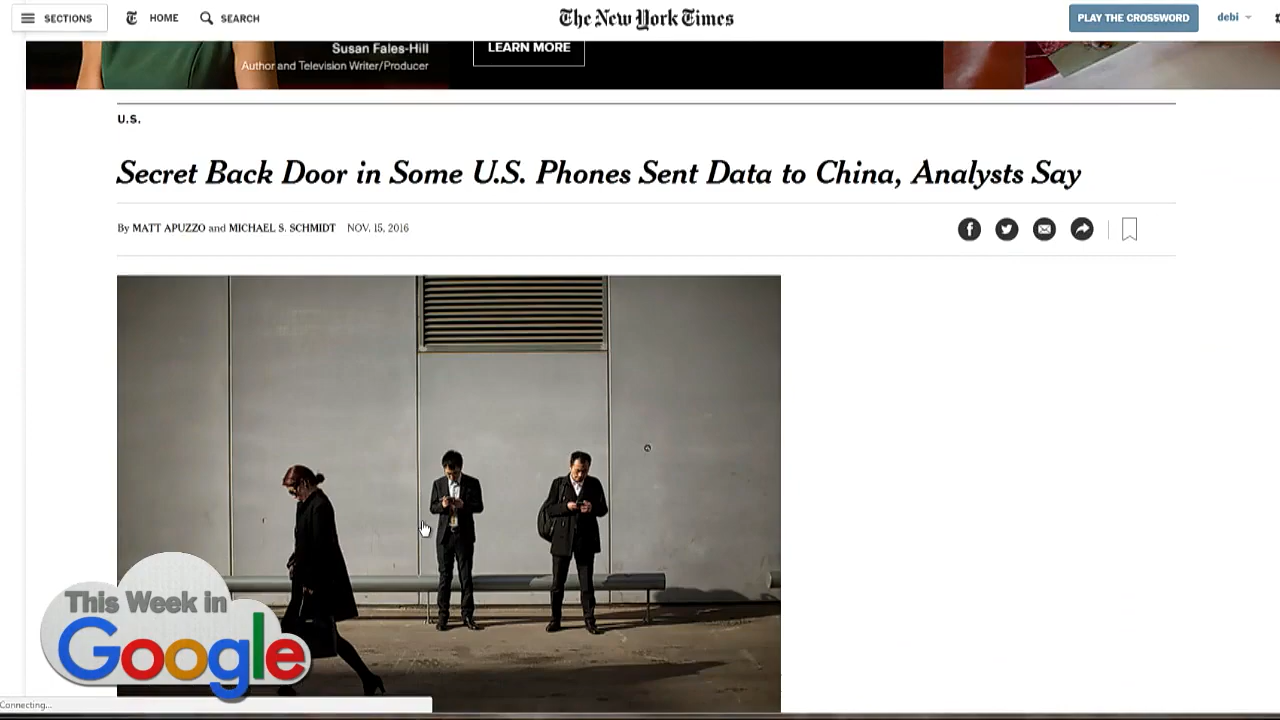 SECTIONS
HOME
SEARCH
The New York Times
PLAY THE CROSSWORD
debi
Susan Fales-Hill
Author and Television Writer/Producer
LEARN MORE
U.S.
Secret Back Door in Some U.S. Phones Sent Data to China, Analysts Say
By MATT APUZZO and MICHAEL S. SCHMIDT NOV. 15, 2016
This Week in
Google
Connecting...